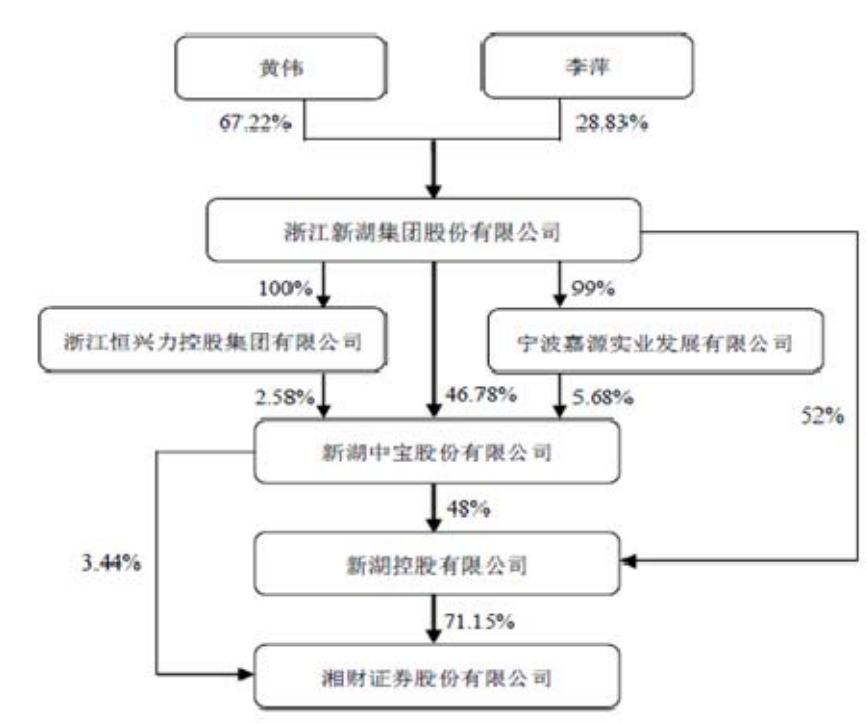 黄伟
李萍
67.22%
28.83%
浙江新湖集团股份有限公司
100%
99%
浙江恒兴力控股集团有限公司
宁波嘉源实业发展有限公司
2.58%
46.78%
5.68%
52%
新湖中宝股份有限公司
48%
3.44%
新湖控股有限公司
71.15%
湘财证券股份有限公司